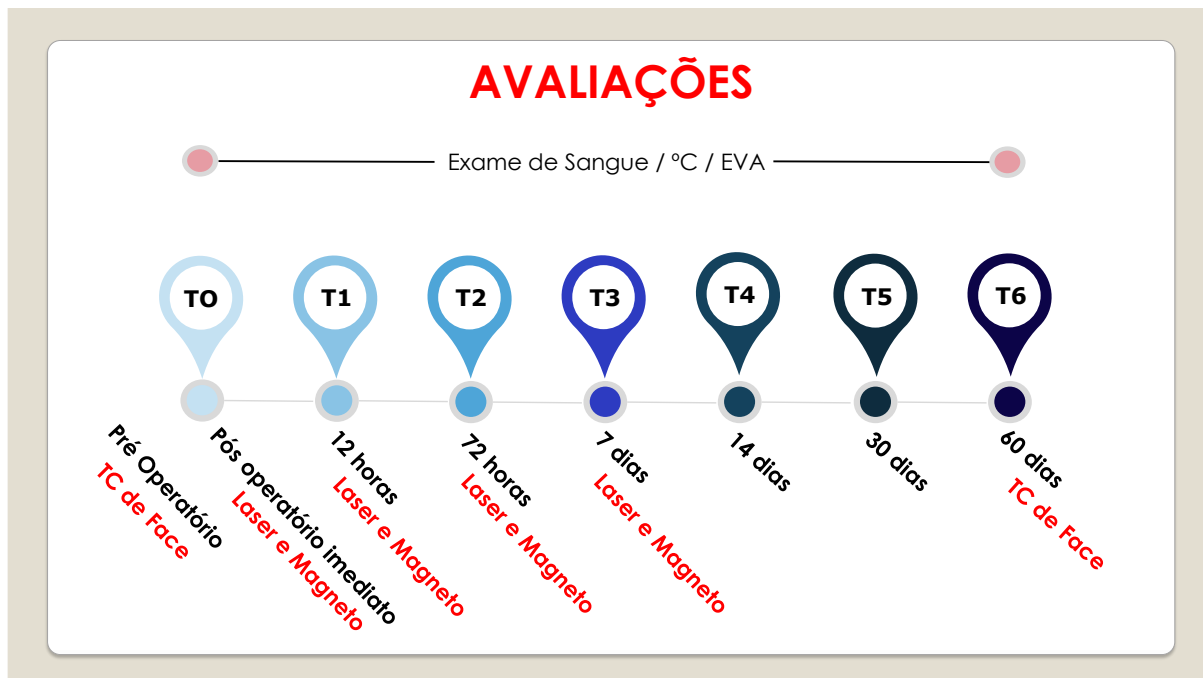 AVALIAÇÕES
Exame de Sangue / ºC / EVA
T0
T1
T2
T3
T4
T5
T6
Pré Operatório
TC de Face
Pós operatório imediato
Laser e Magneto
12 horas
Laser e Magneto
72 horas
Laser e Magneto
7 dias
Laser e Magneto
14 dias
30 dias
60 dias
TC de Face